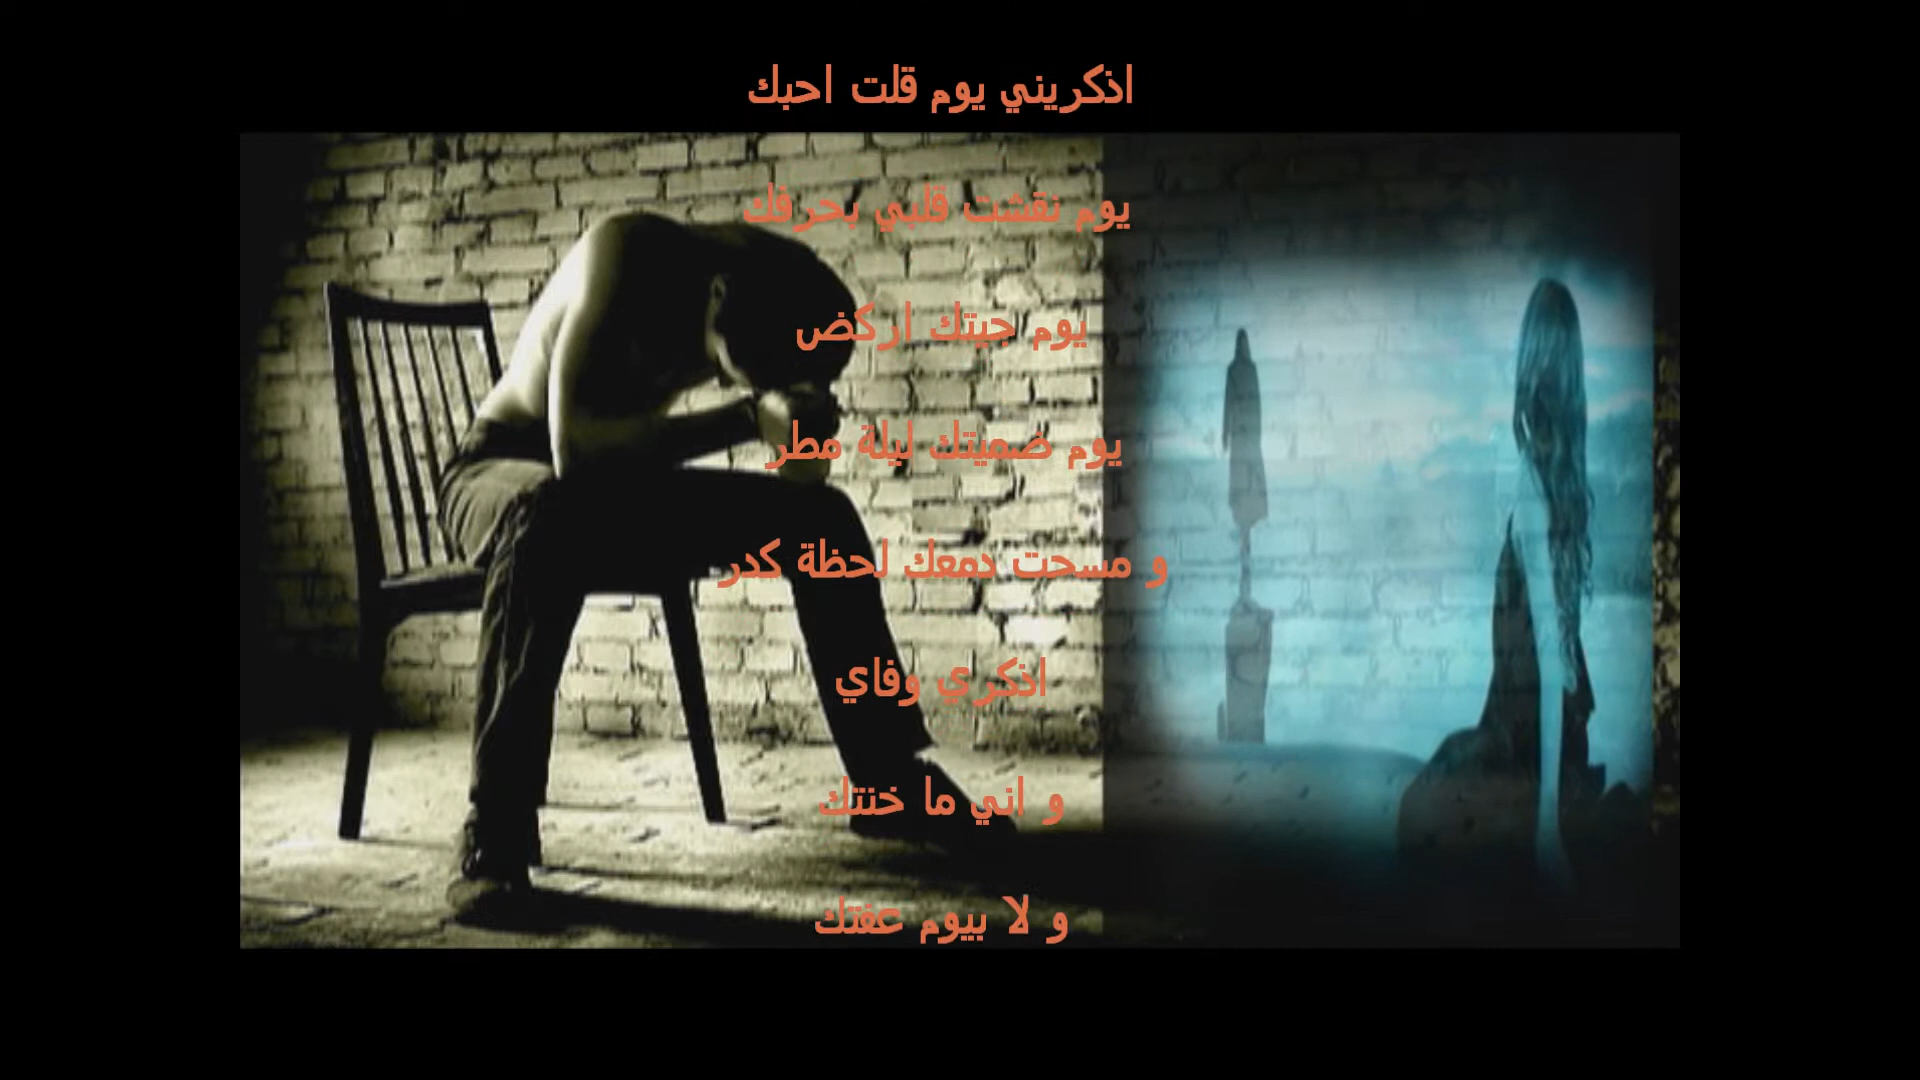 اذكريني يوم قلت احبك
يوم نقشت قلبي بحرفك
يوم جيتك اركض
يوم ضميتك ليلة مطر
و مسحت دمعك لحظة كدر
اذكري وفاي
و اني ما خنتك
و لا بيوم عفتك